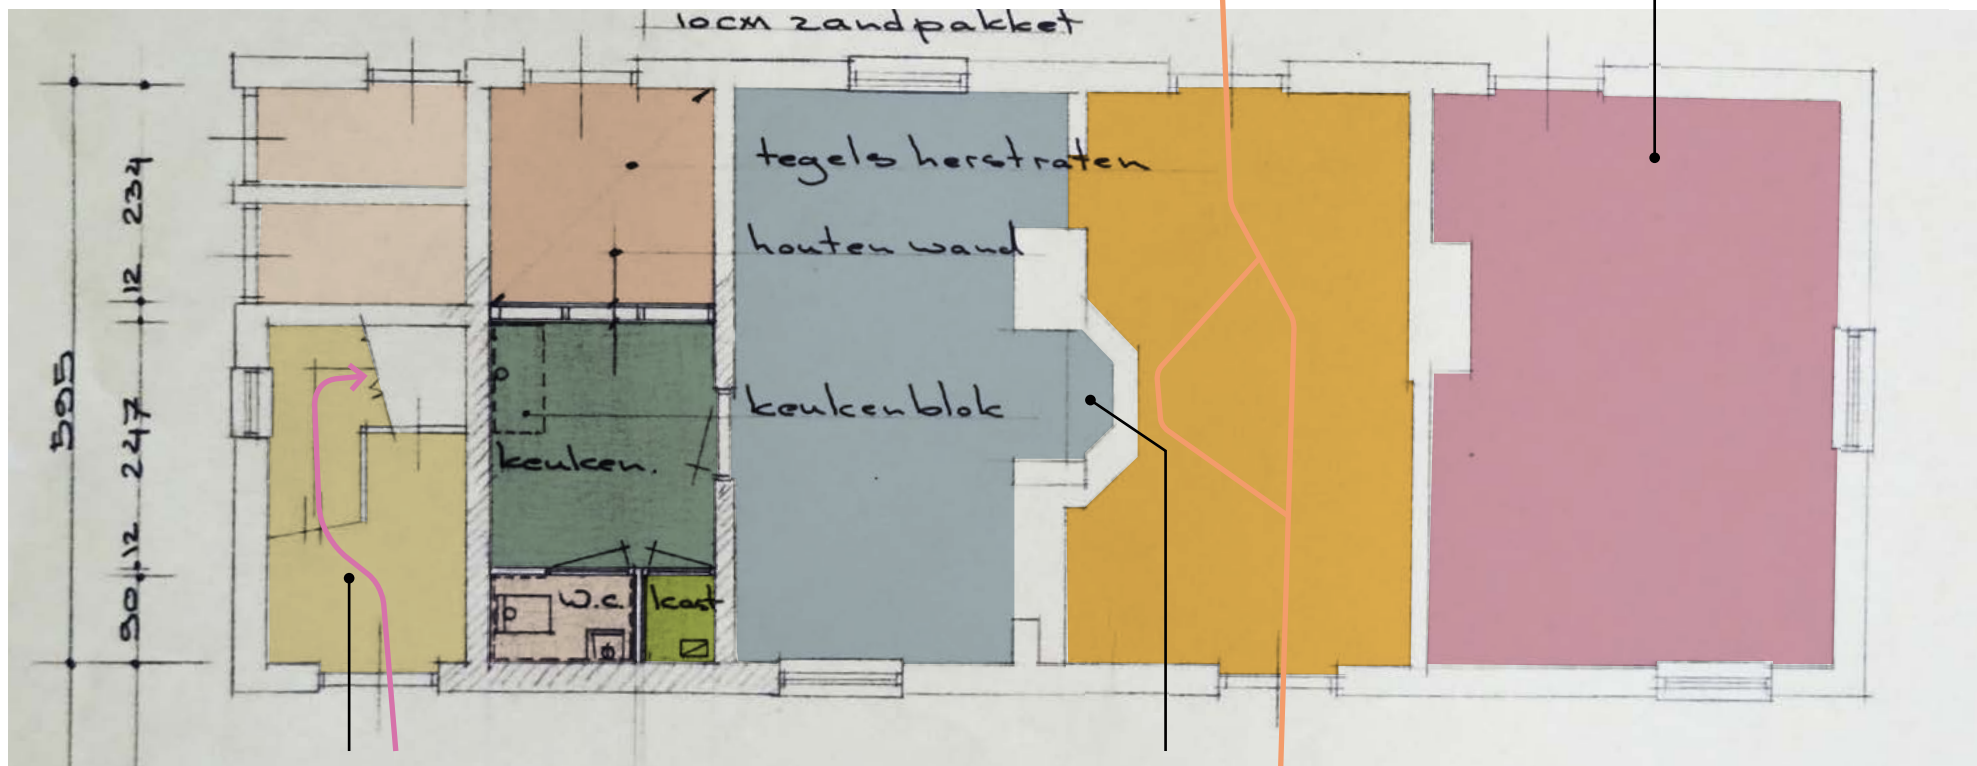 10cm zandpakket
tegels herstraten
houten wand
keukenblok
keuken.
w.c.
kast
595
234
12
247
12
90